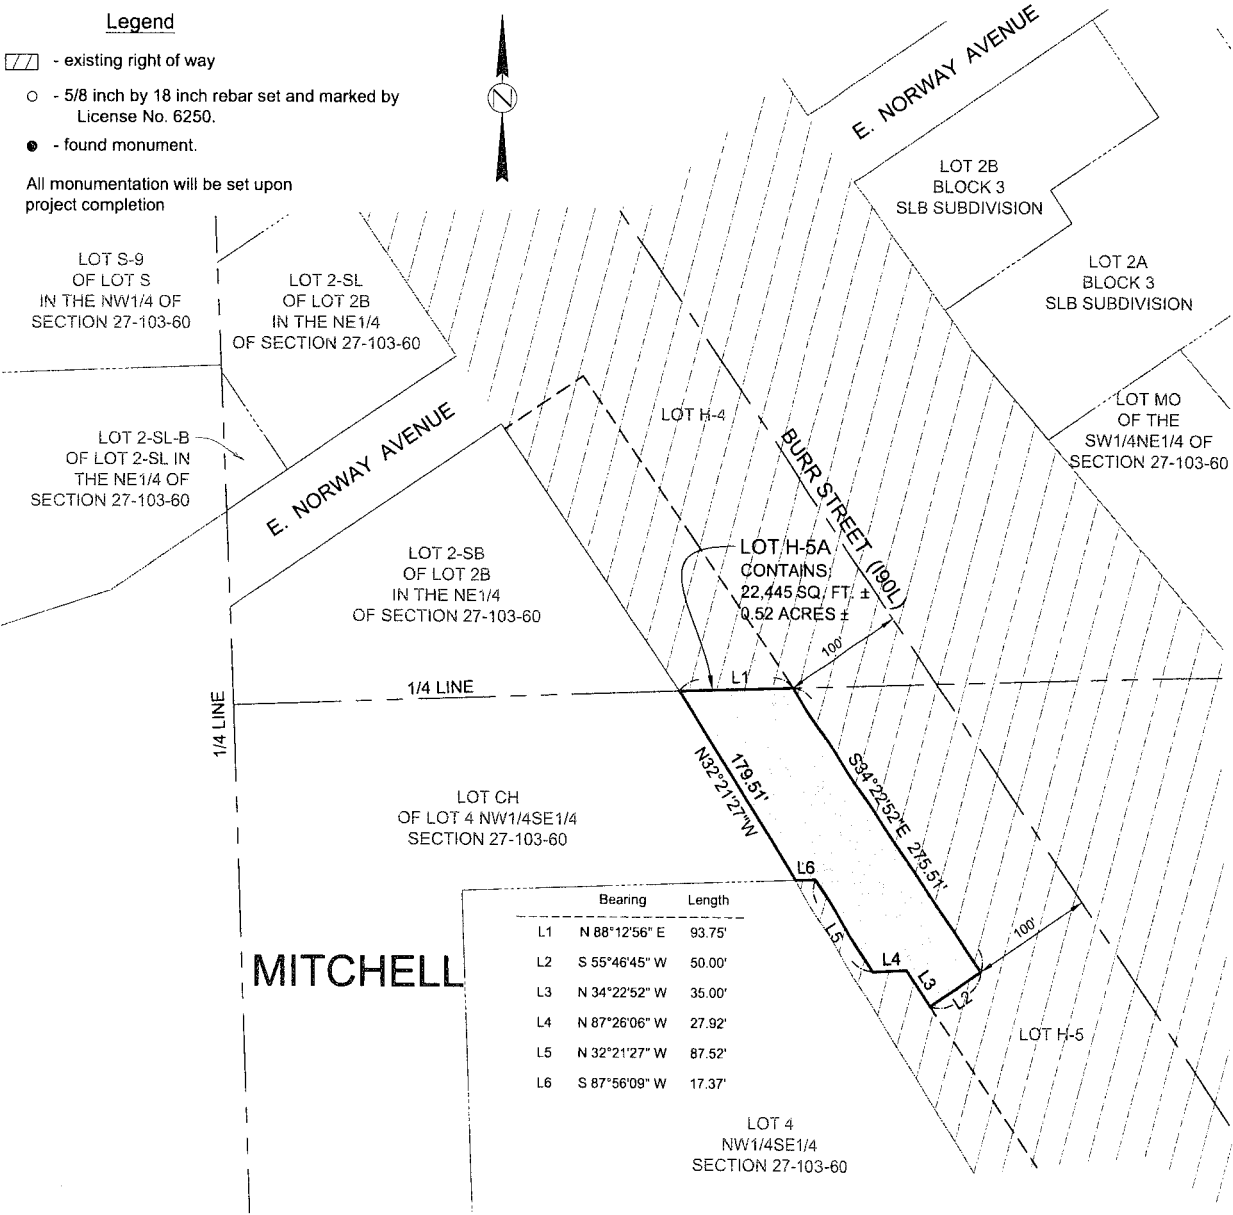 Legend
- existing right of way
- 5/8 inch by 18 inch rebar set and marked by
License No. 6250.
- found monument.
All monumentation will be set upon
project completion
N
E. NORWAY AVENUE
LOT 2B
BLOCK 3
SLB SUBDIVISION
LOT 2A
BLOCK 3
SLB SUBDIVISION
LOT S-9
OF LOT S
IN THE NW1/4 OF
SECTION 27-103-60
LOT 2-SL
OF LOT 2B
IN THE NE1/4
OF SECTION 27-103-60
LOT H-4
LOT MO
OF THE
SW1/4NE1/4 OF
SECTION 27-103-60
LOT 2-SL-B
OF LOT 2-SL IN
THE NE1/4 OF
SECTION 27-103-60
E. NORWAY AVENUE
BURR STREET (I90L)
LOT 2-SB
OF LOT 2B
IN THE NE1/4
OF SECTION 27-103-60
LOT H-5A
CONTAINS;
22,445 SQ. FT. ±
0.52 ACRES ±
100'
L1
1/4 LINE
1/4 LINE
179.51'
N32°21'27"W
S34°22'52"E 275.51'
LOT CH
OF LOT 4 NW1/4SE1/4
SECTION 27-103-60
L6
L5
L4
L3
L2
100'
LOT H-5
MITCHELL
Bearing Length
L1 N 88°12'56" E 93.75'
L2 S 55°46'45" W 50.00'
L3 N 34°22'52" W 35.00'
L4 N 87°26'06" W 27.92'
L5 N 32°21'27" W 87.52'
L6 S 87°56'09" W 17.37'
LOT 4
NW1/4SE1/4
SECTION 27-103-60